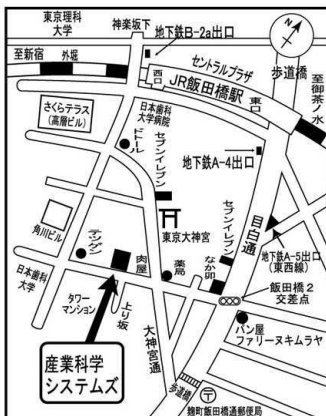 東京理科
大学
神楽坂下
地下鉄B-2a出口
N
至新宿
外堀
セントラルプラザ
西口
JR飯田橋駅
東口
歩道橋
至御茶ノ水
さくらテラス
(高層ビル)
日本歯科
大学病院
ドトール
セブンイレブン
地下鉄A-4出口
角川ビル
テンゲン
肉屋
東京大神宮
セブンイレブン
目白通
地下鉄A-5出口
(東西線)
日本歯科
大学
タワー
マンション
上り坂
薬局
なか卯
飯田橋2
交差点
大神宮通
パン屋
ファリーヌキムラヤ
産業科学
システムズ
歩道橋
〒
麹町飯田橋通郵便局